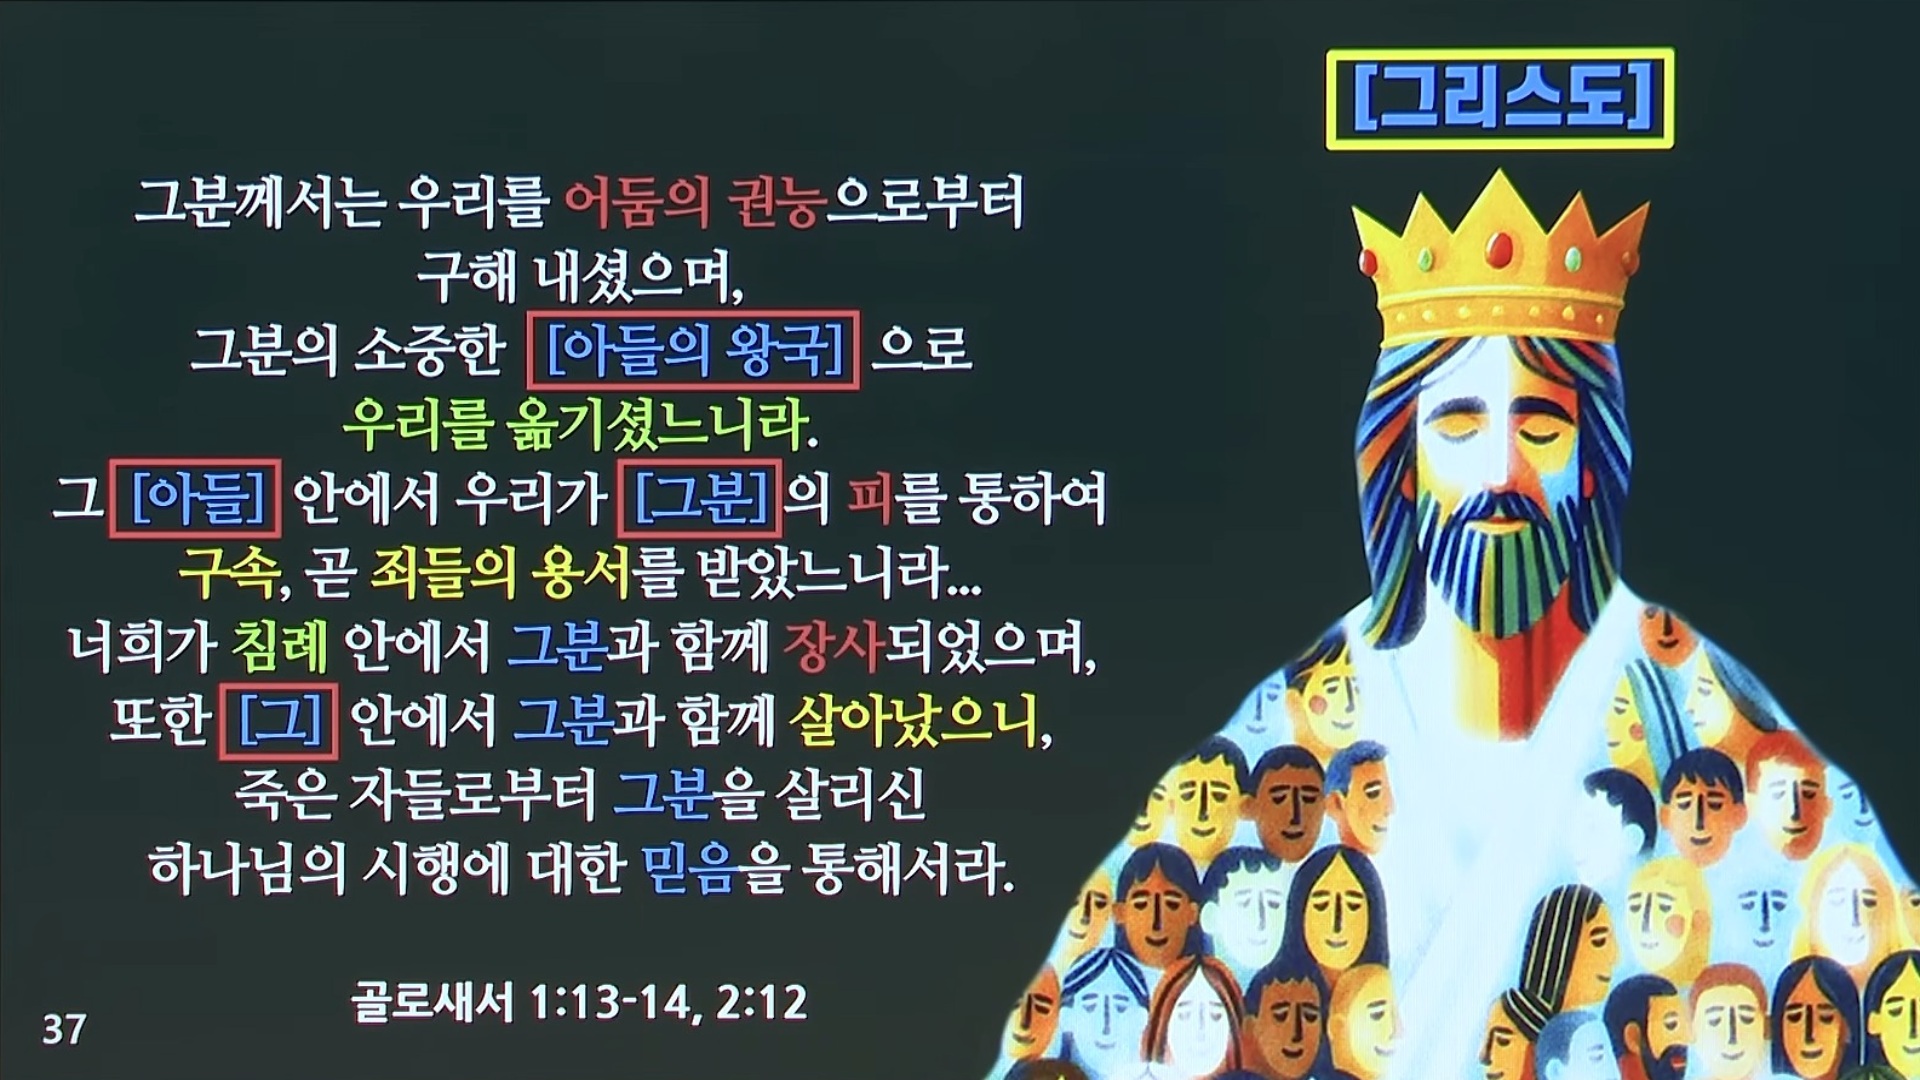 [그리스도]
그분께서는 우리를 어둠의 권능으로부터
구해 내셨으며,
그분의 소중한 [아들의 왕국] 으로
우리를 옮기셨느니라.
그 [아들] 안에서 우리가 [그분]의 피를 통하여
구속, 곧 죄들의 용서를 받았느니라...
너희가 침례 안에서 그분과 함께 장사되었으며,
또한 [그] 안에서 그분과 함께 살아났으니,
죽은 자들로부터 그분을 살리신
하나님의 시행에 대한 믿음을 통해서라.
골로새서 1:13-14, 2:12
37